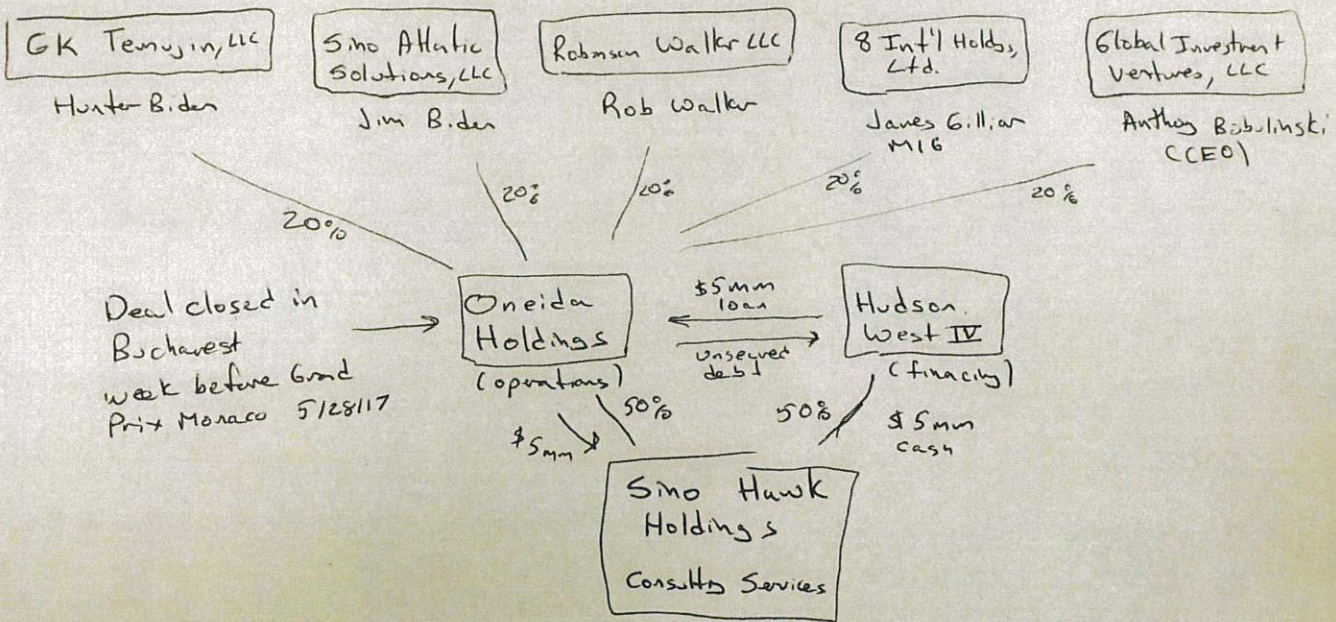 GK Temujin, LLC
Hunter Biden
Sino Atlantic
Solutions, LLC
Jim Biden
Robinson Walker LLC
Rob Walker
8 Int'l Holds,
Ltd.
James Gilliar
MI6
Global Investment
Ventures, LLC
Anthony Bobulinski
(CEO)
20%
20%
20%
20%
20%
Deal closed in
Bucharest
week before Grand
Prix Monaco 5/28/17
Oneida
Holdings
(operations)
$5mm
loan
Unsecured
debt
Hudson
West IV
(finacing)
$5mm
50%
50%
$5mm
cash
Sino Hawk
Holdings
Consulting Services